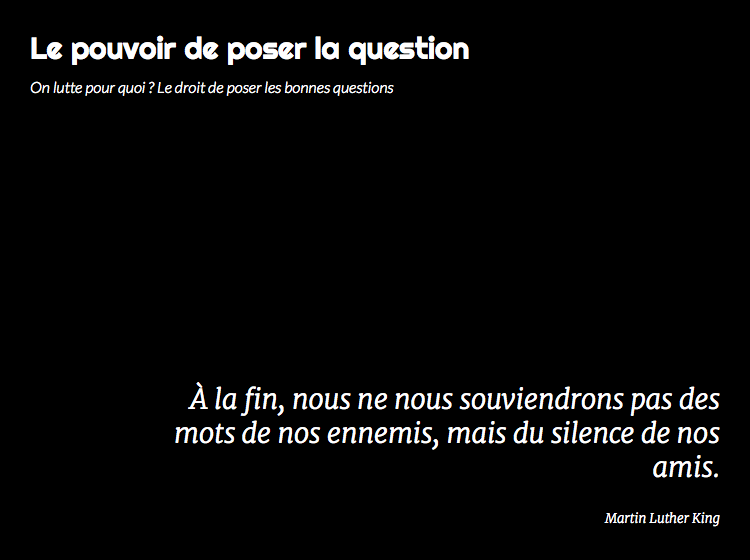 Le pouvoir de poser la question
On lutte pour quoi ? Le droit de poser les bonnes questions
À la fin, nous ne nous souviendrons pas des
mots de nos ennemis, mais du silence de nos
amis.
Martin Luther King